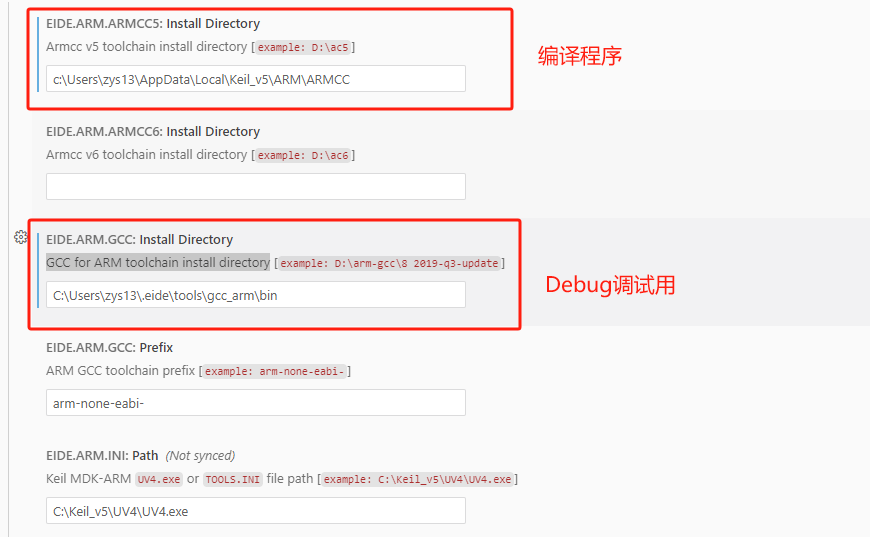 EIDE.ARM.ARMCC5: Install Directory
Armcc v5 toolchain install directory [example: D:\ac5]
c:\Users\zys13\AppData\Local\Keil_v5\ARM\ARMCC
编译程序
EIDE.ARM.ARMCC6: Install Directory
Armcc v6 toolchain install directory [example: D:\ac6]
EIDE.ARM.GCC: Install Directory
GCC for ARM toolchain install directory [example: D:\arm-gcc\8 2019-q3-update]
C:\Users\zys13\.eide\tools\gcc_arm\bin
Debug调试用
EIDE.ARM.GCC: Prefix
ARM GCC toolchain prefix [example: arm-none-eabi-]
arm-none-eabi-
EIDE.ARM.INI: Path (Not synced)
Keil MDK-ARM UV4.exe or TOOLS.INI file path [example: C:\Keil_v5\UV4\UV4.exe]
C:\Keil_v5\UV4\UV4.exe